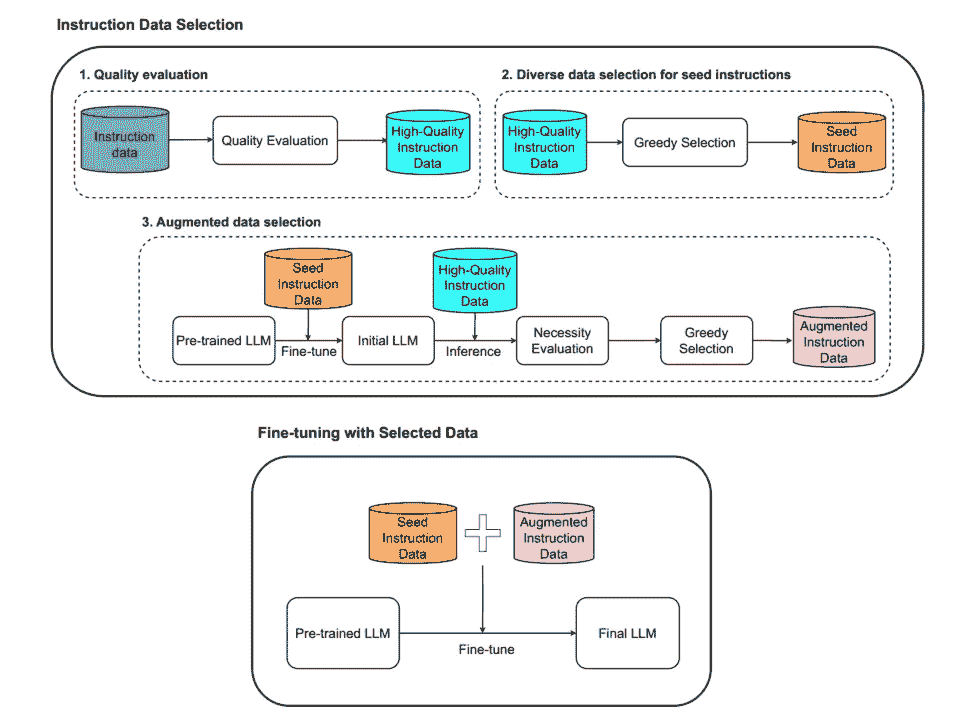 Instruction Data Selection
1. Quality evaluation
2. Diverse data selection for seed instructions
Instruction
data
Quality Evaluation
High-Quality
Instruction
Data
High-Quality
Instruction
Data
Greedy Selection
Seed
Instruction
Data
3. Augmented data selection
Seed
Instruction
Data
High-Quality
Instruction
Data
Pre-trained LLM
Fine-tune
Initial LLM
Inference
Necessity
Evaluation
Greedy
Selection
Augmented
Instruction
Data
Fine-tuning with Selected Data
Seed
Instruction
Data
Augmented
Instruction
Data
Pre-trained LLM
Fine-tune
Final LLM